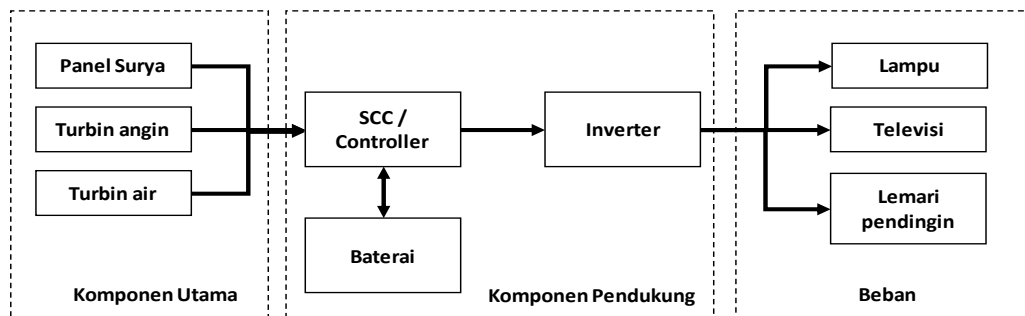 Panel Surya
Turbin angin
Turbin air
Komponen Utama
SCC /
Controller
Baterai
Inverter
Komponen Pendukung
Lampu
Televisi
Lemari
pendingin
Beban